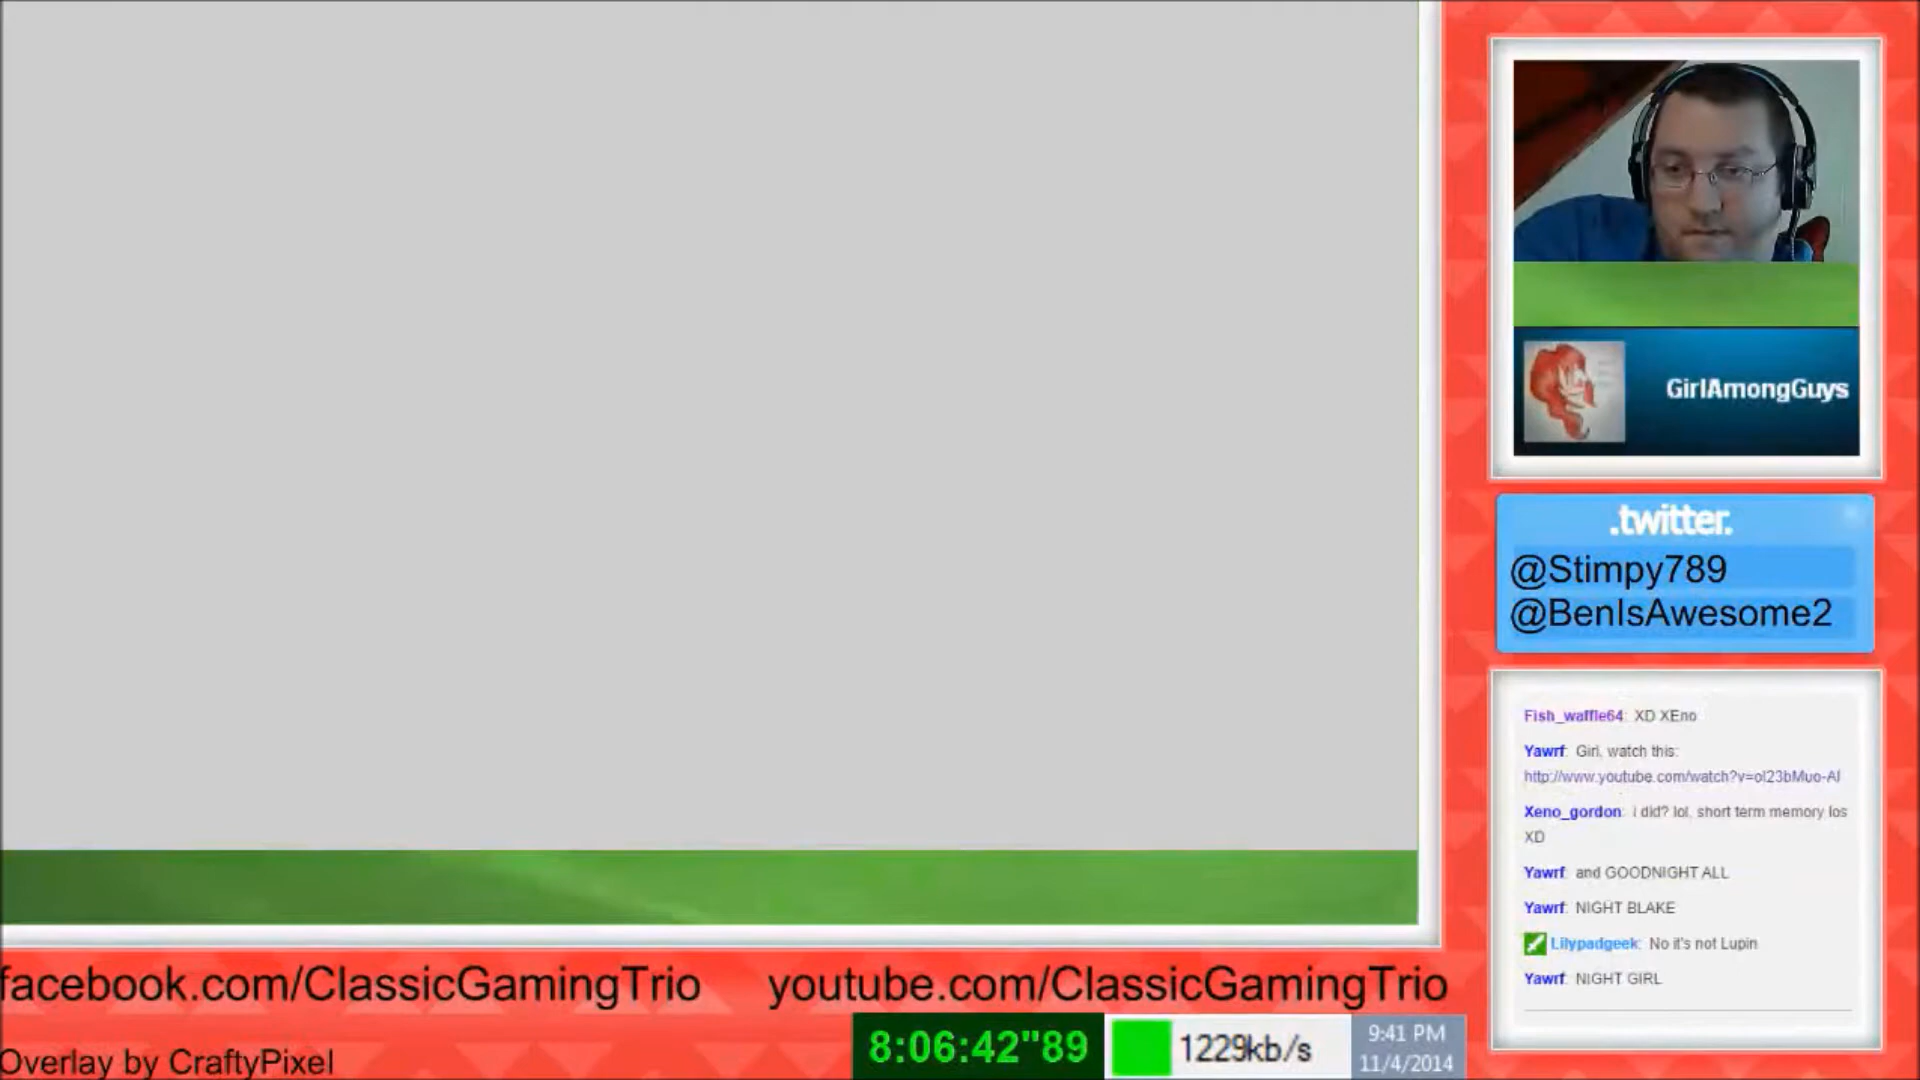 GirlAmongGuys
.twitter.
@Stimpy789
@BenIsAwesome2
Fish_waffle64: XD XEno
Yawrf: Girl, watch this:
http://www.youtube.com/watch?v=ol23bMuo-AI
Xeno_gordon: i did? lol, short term memory los
XD
Yawrf: and GOODNIGHT ALL
Yawrf: NIGHT BLAKE
Lilypadgeek: No it's not Lupin
Yawrf: NIGHT GIRL
facebook.com/ClassicGamingTrio
youtube.com/ClassicGamingTrio
8:06:42"89
1229kb/s
9:41 PM
11/4/2014
Overlay by CraftyPixel